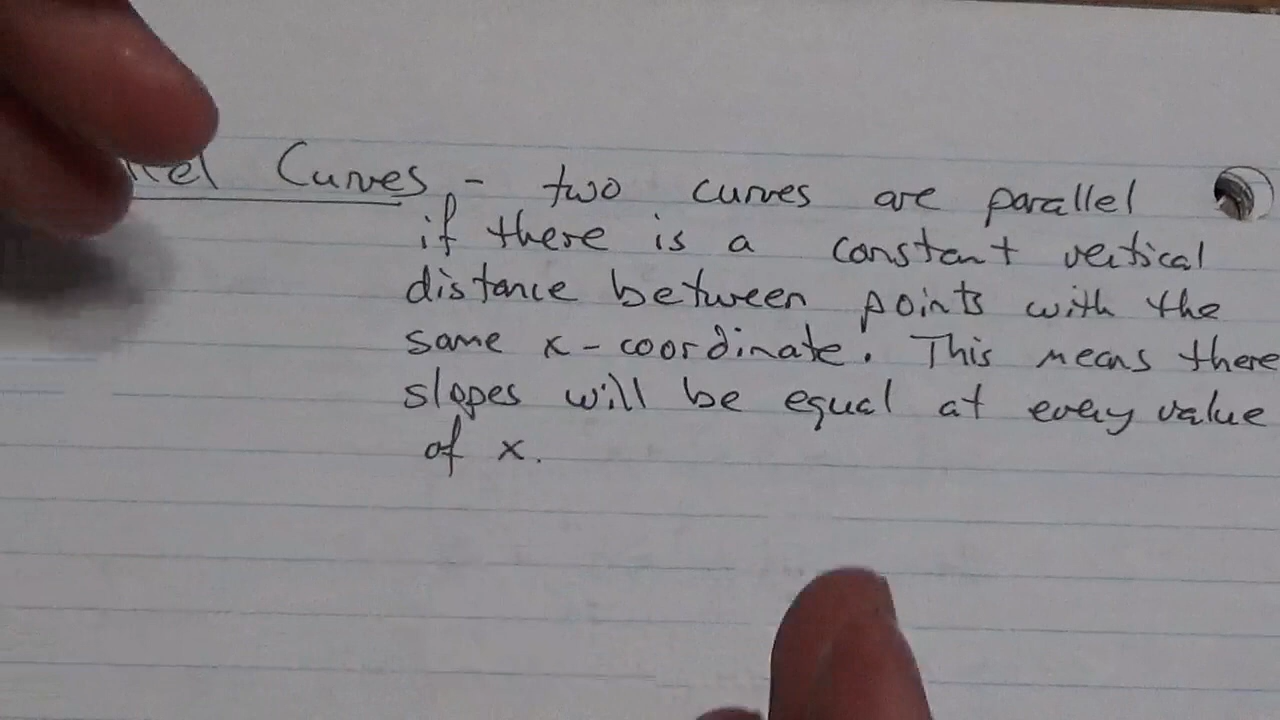 Curves - two curves are parallel
if there is a constant vertical
distance between points with the
same x-coordinate. This means there
slopes will be equal at every value
of x.